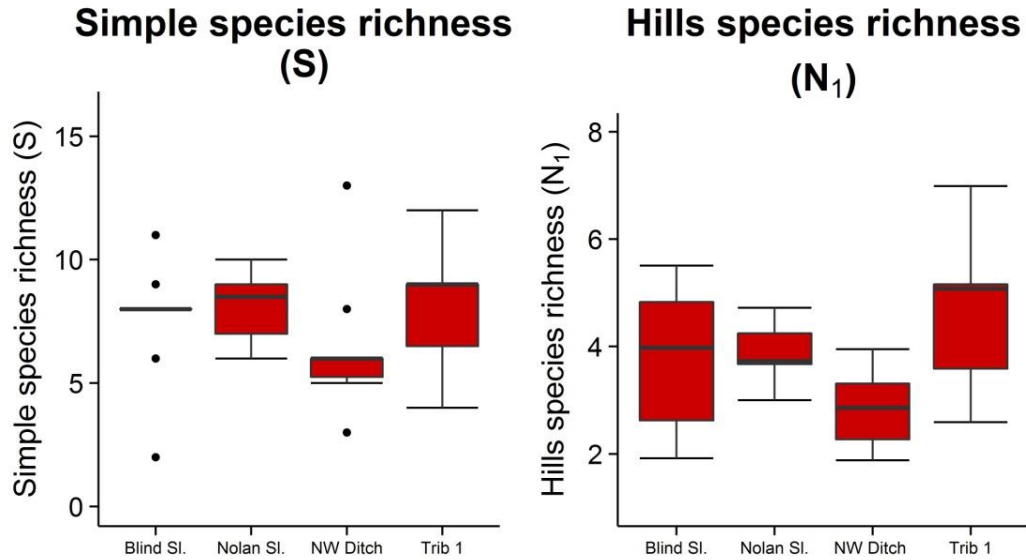 Simple species richness
(S)
Simple species richness (S)
15
10
5
0
Blind Sl. Nolan Sl. NW Ditch Trib 1
Hills species richness
(N₁)
Hills species richness (N₁)
8
6
4
2
Blind Sl. Nolan Sl. NW Ditch Trib 1